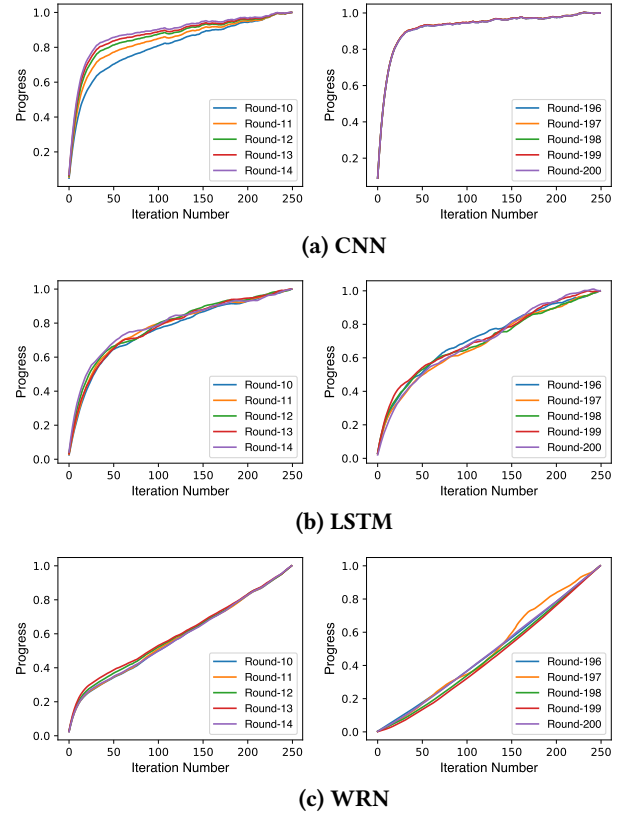 1.0
0.8
0.6
0.4
0.2
Progress
0 50 100 150 200 250
Iteration Number
Round-10
Round-11
Round-12
Round-13
Round-14
1.0
0.8
0.6
0.4
0.2
Progress
0 50 100 150 200 250
Iteration Number
Round-196
Round-197
Round-198
Round-199
Round-200
(a) CNN
1.0
0.8
0.6
0.4
0.2
0.0
Progress
0 50 100 150 200 250
Iteration Number
Round-10
Round-11
Round-12
Round-13
Round-14
1.0
0.8
0.6
0.4
0.2
0.0
Progress
0 50 100 150 200 250
Iteration Number
Round-196
Round-197
Round-198
Round-199
Round-200
(b) LSTM
1.0
0.8
0.6
0.4
0.2
0.0
Progress
0 50 100 150 200 250
Iteration Number
Round-10
Round-11
Round-12
Round-13
Round-14
1.0
0.8
0.6
0.4
0.2
0.0
Progress
0 50 100 150 200 250
Iteration Number
Round-196
Round-197
Round-198
Round-199
Round-200
(c) WRN